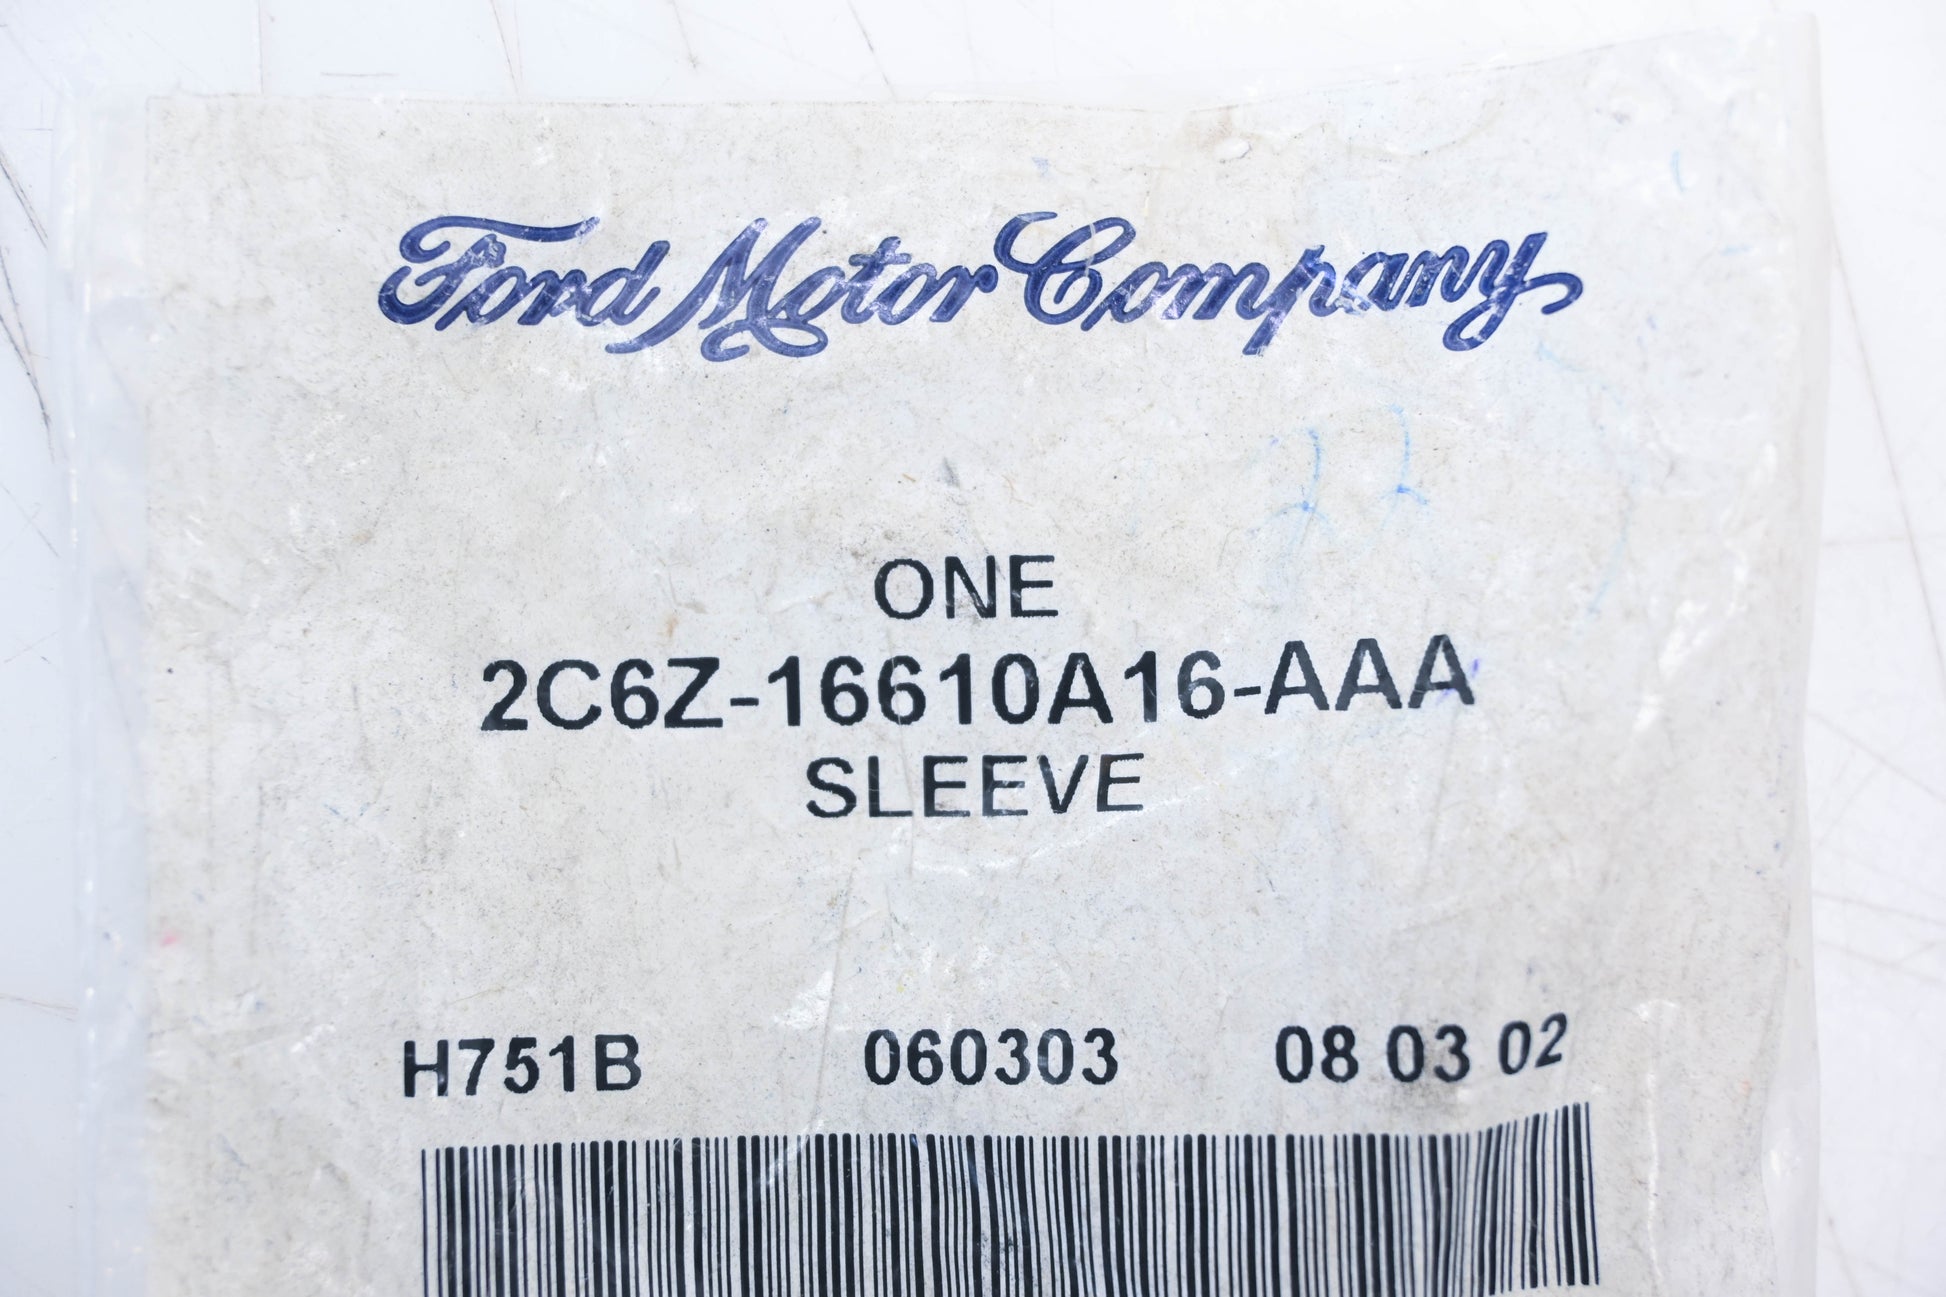 Ford Motor Company
ONE
2C6Z-16610A16-AAA
SLEEVE
H751B 060303 08 03 02